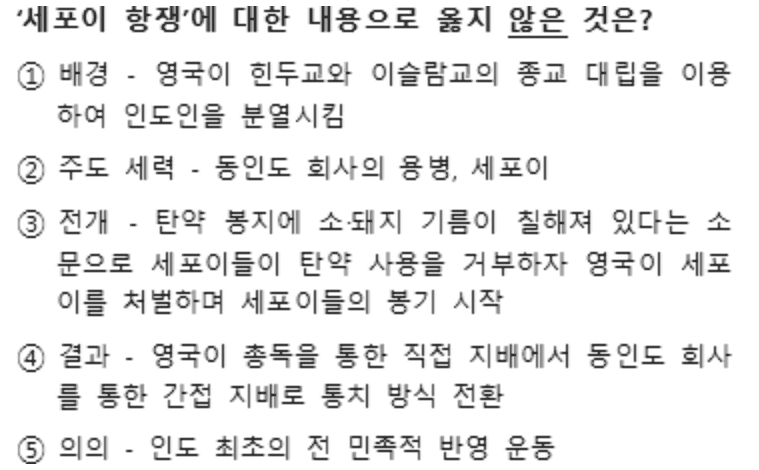 '세포이 항쟁'에 대한 내용으로 옳지 않은 것은?
① 배경 - 영국이 힌두교와 이슬람교의 종교 대립을 이용
하여 인도인을 분열시킴
② 주도 세력 - 동인도 회사의 용병, 세포이
③ 전개 - 탄약 봉지에 소·돼지 기름이 칠해져 있다는 소
문으로 세포이들이 탄약 사용을 거부하자 영국이 세포
이를 처벌하며 세포이들의 봉기 시작
④ 결과 - 영국이 총독을 통한 직접 지배에서 동인도 회사
를 통한 간접 지배로 통치 방식 전환
⑤ 의의 - 인도 최초의 전 민족적 반영 운동